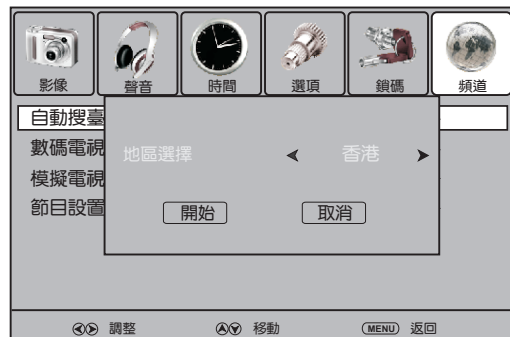 影像 聲音 時間 選項 鎖碼 頻道
自動搜臺
數碼電視
模擬電視
節目設置
地區選擇 香港
開始 取消
調整 移動 MENU 返回